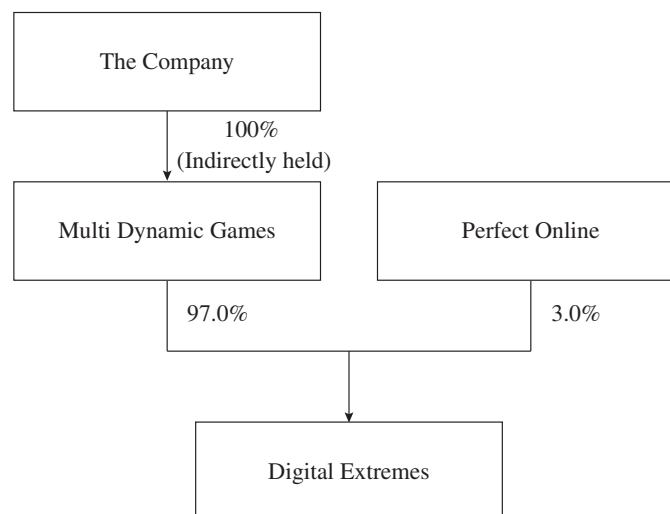 The Company
100%
(Indirectly held)
Multi Dynamic Games
Perfect Online
97.0%
3.0%
Digital Extremes